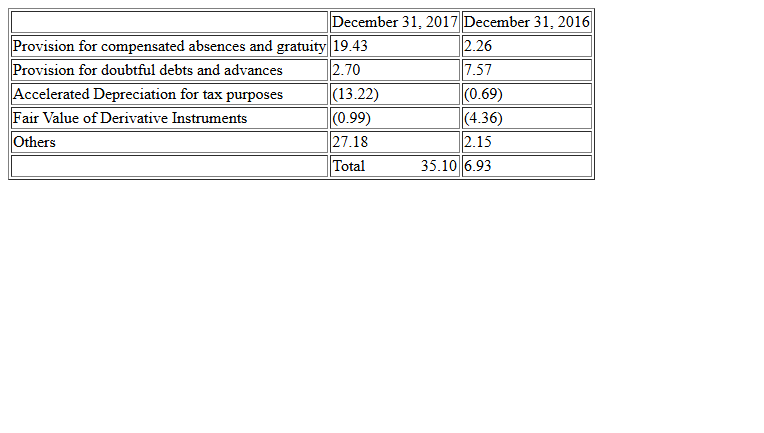 December 31, 2017 December 31, 2016
Provision for compensated absences and gratuity 19.43 2.26
Provision for doubtful debts and advances 2.70 7.57
Accelerated Depreciation for tax purposes (13.22) (0.69)
Fair Value of Derivative Instruments (0.99) (4.36)
Others 27.18 2.15
Total 35.10 6.93